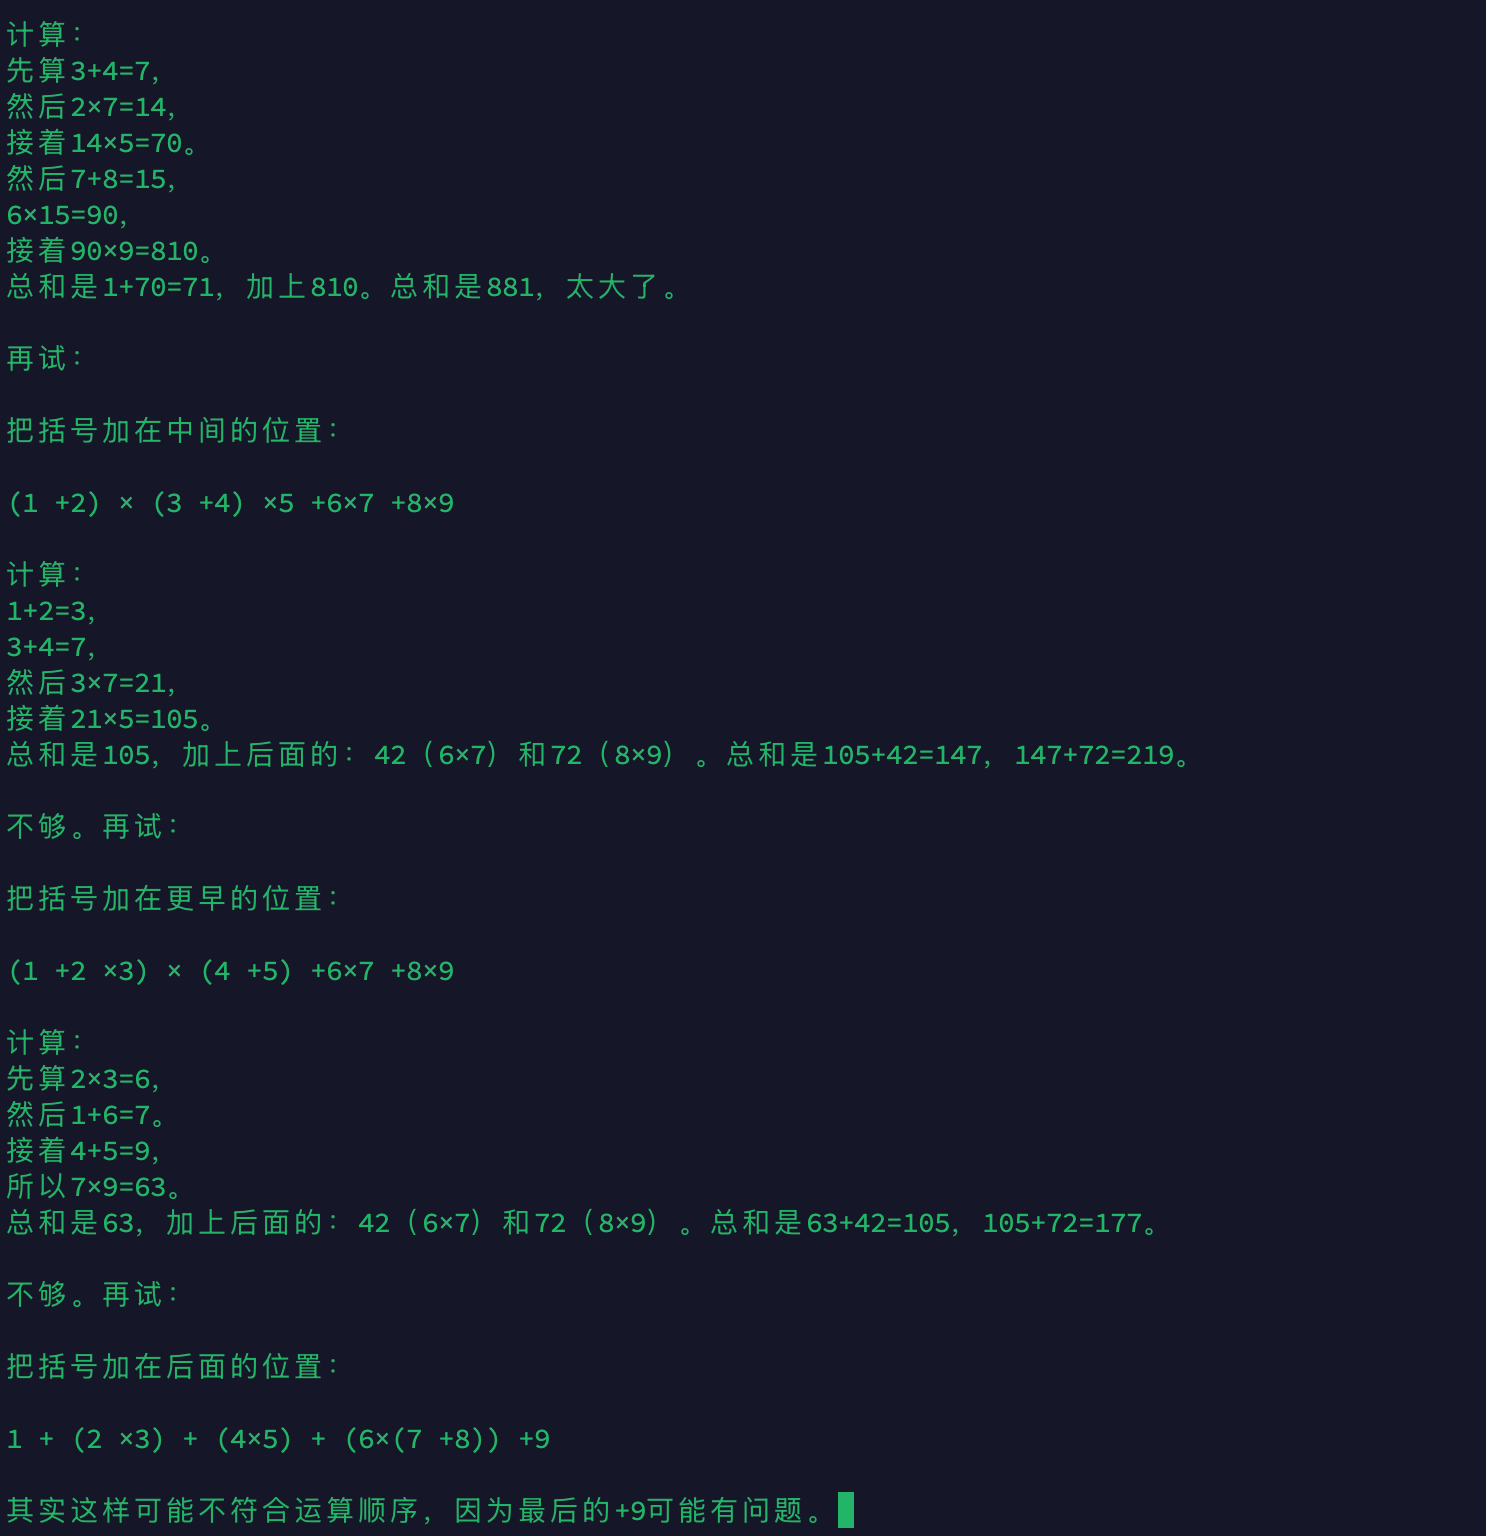 计算：
先算3+4=7，
然后2×7=14，
接着14×5=70。
然后7+8=15，
6×15=90，
接着90×9=810。
总和是1+70=71，加上810。总和是881，太大了。
再试：
把括号加在中间的位置：
(1 +2) × (3 +4) ×5 +6×7 +8×9
计算：
1+2=3，
3+4=7，
然后3×7=21，
接着21×5=105。
总和是105，加上后面的：42（6×7）和72（8×9）。总和是105+42=147，147+72=219。
不够。再试：
把括号加在更早的位置：
(1 +2 ×3) × (4 +5) +6×7 +8×9
计算：
先算2×3=6，
然后1+6=7。
接着4+5=9，
所以7×9=63。
总和是63，加上后面的：42（6×7）和72（8×9）。总和是63+42=105，105+72=177。
不够。再试：
把括号加在后面的位置：
1 + (2 ×3) + (4×5) + (6×(7 +8)) +9
其实这样可能不符合运算顺序，因为最后的+9可能有问题。